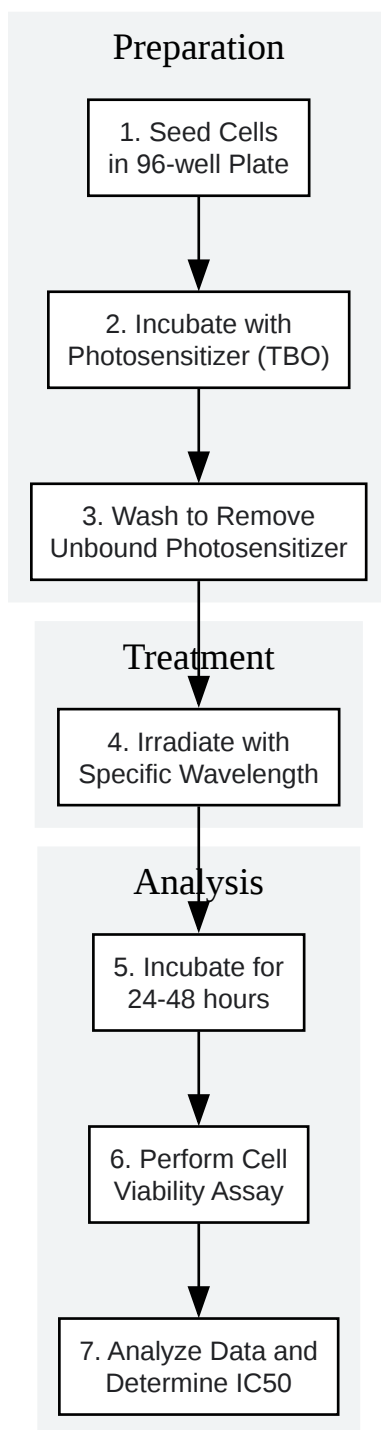 Preparation
1. Seed Cells
in 96-well Plate
2. Incubate with
Photosensitizer (TBO)
3. Wash to Remove
Unbound Photosensitizer
Treatment
4. Irradiate with
Specific Wavelength
Analysis
5. Incubate for
24-48 hours
6. Perform Cell
Viability Assay
7. Analyze Data and
Determine IC50